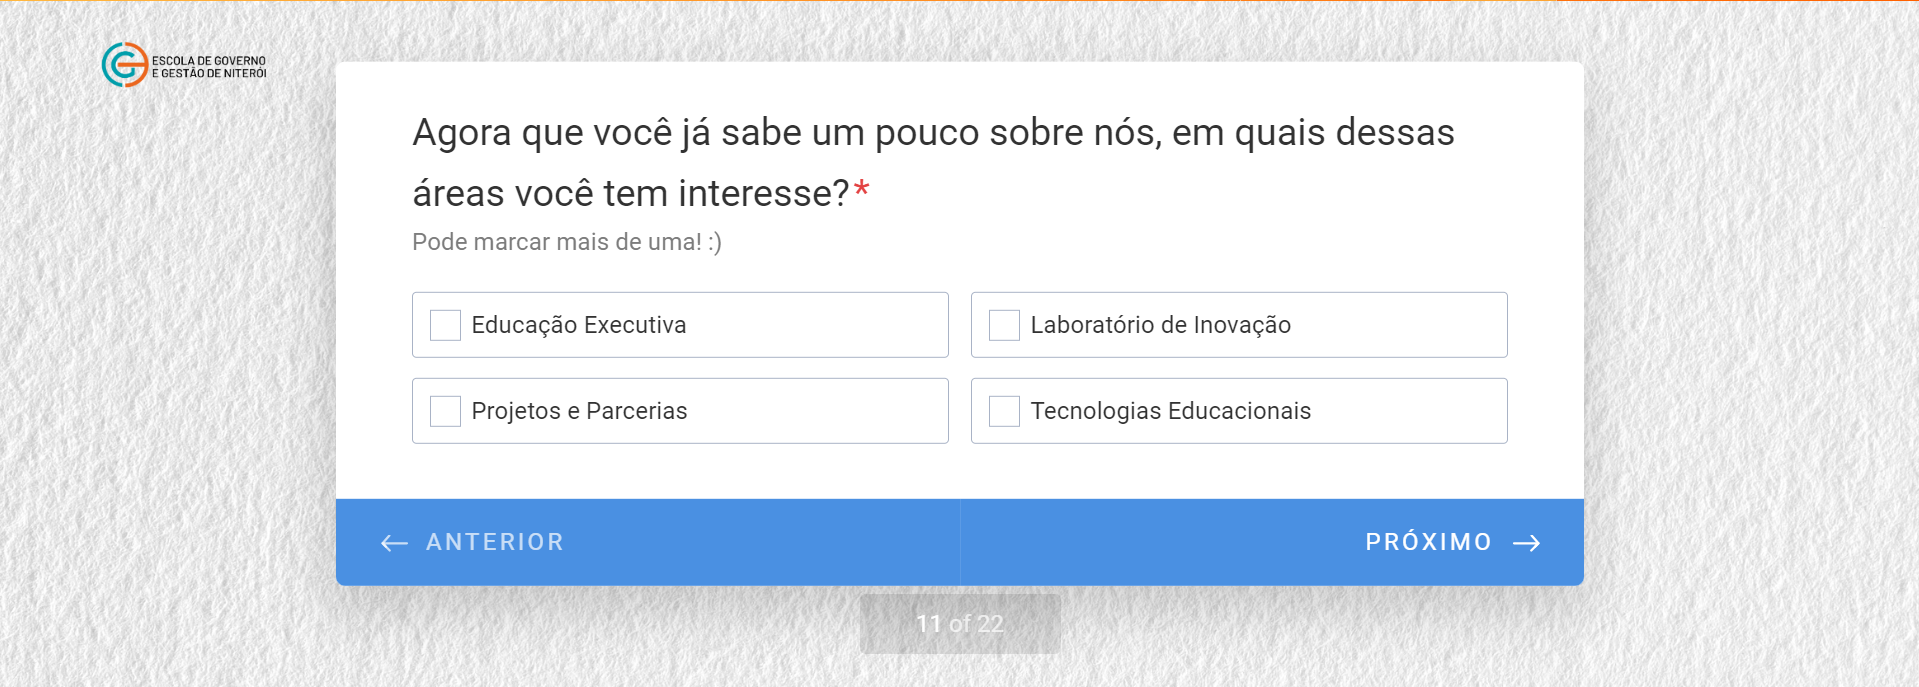 ESCOLA DE GOVERNO
E GESTÃO DE NITERÓI
Agora que você já sabe um pouco sobre nós, em quais dessas
áreas você tem interesse?*
Pode marcar mais de uma! :)
Educação Executiva
Laboratório de Inovação
Projetos e Parcerias
Tecnologias Educacionais
← ANTERIOR
PRÓXIMO →
11 of 22